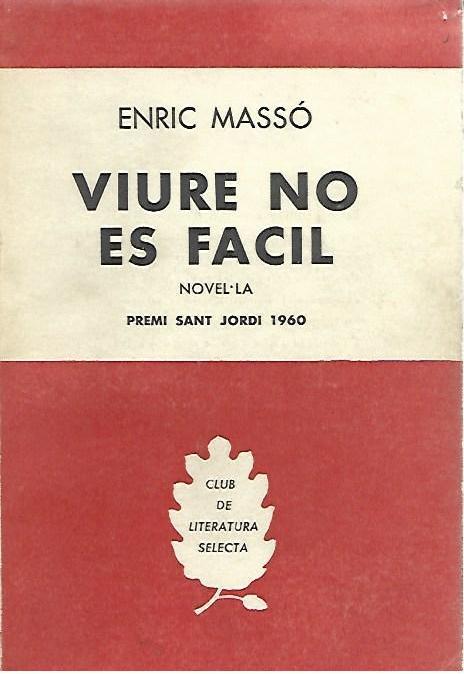 ENRIC MASSÓ
VIURE NO
ES FACIL
NOVEL·LA
PREMI SANT JORDI 1960
CLUB
DE
LITERATURA
SELECTA